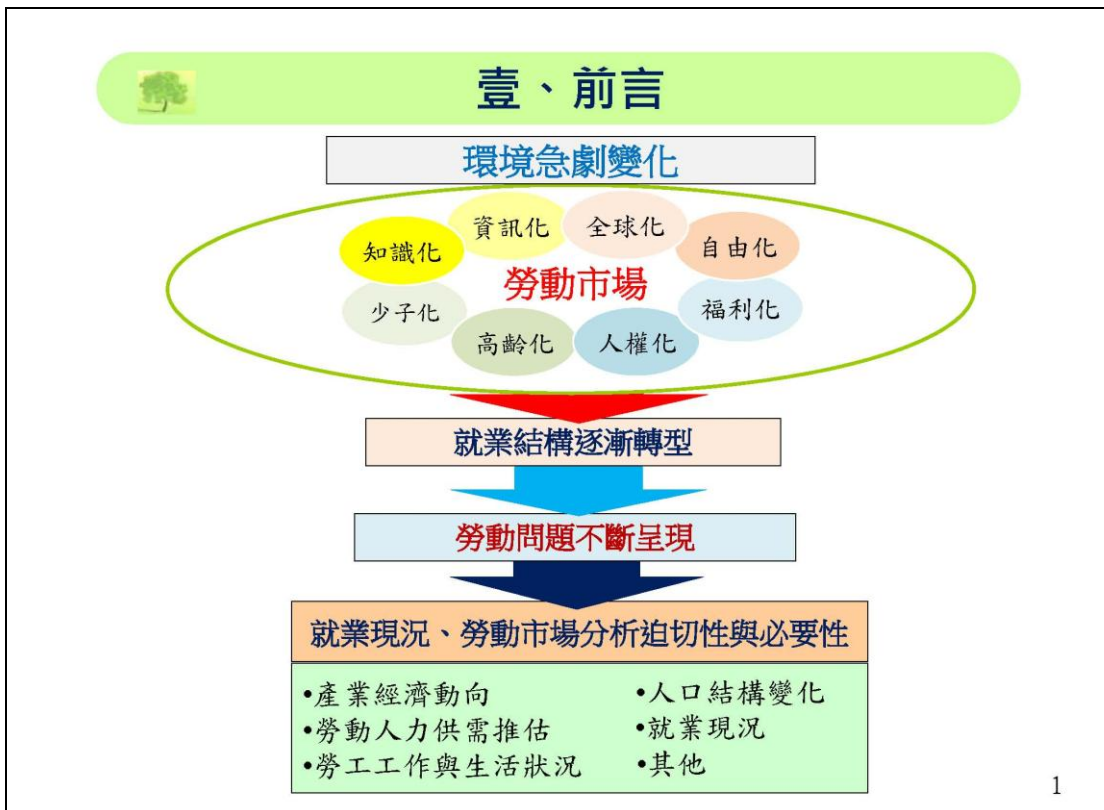 壹、前言
環境急劇變化
資訊化 全球化
知識化 自由化
勞動市場
少子化 福利化
高齡化 人權化
就業結構逐漸轉型
勞動問題不斷呈現
就業現況、勞動市場分析迫切性與必要性
•產業經濟動向 •人口結構變化
•勞動人力供需推估 •就業現況
•勞工工作與生活狀況 •其他
1